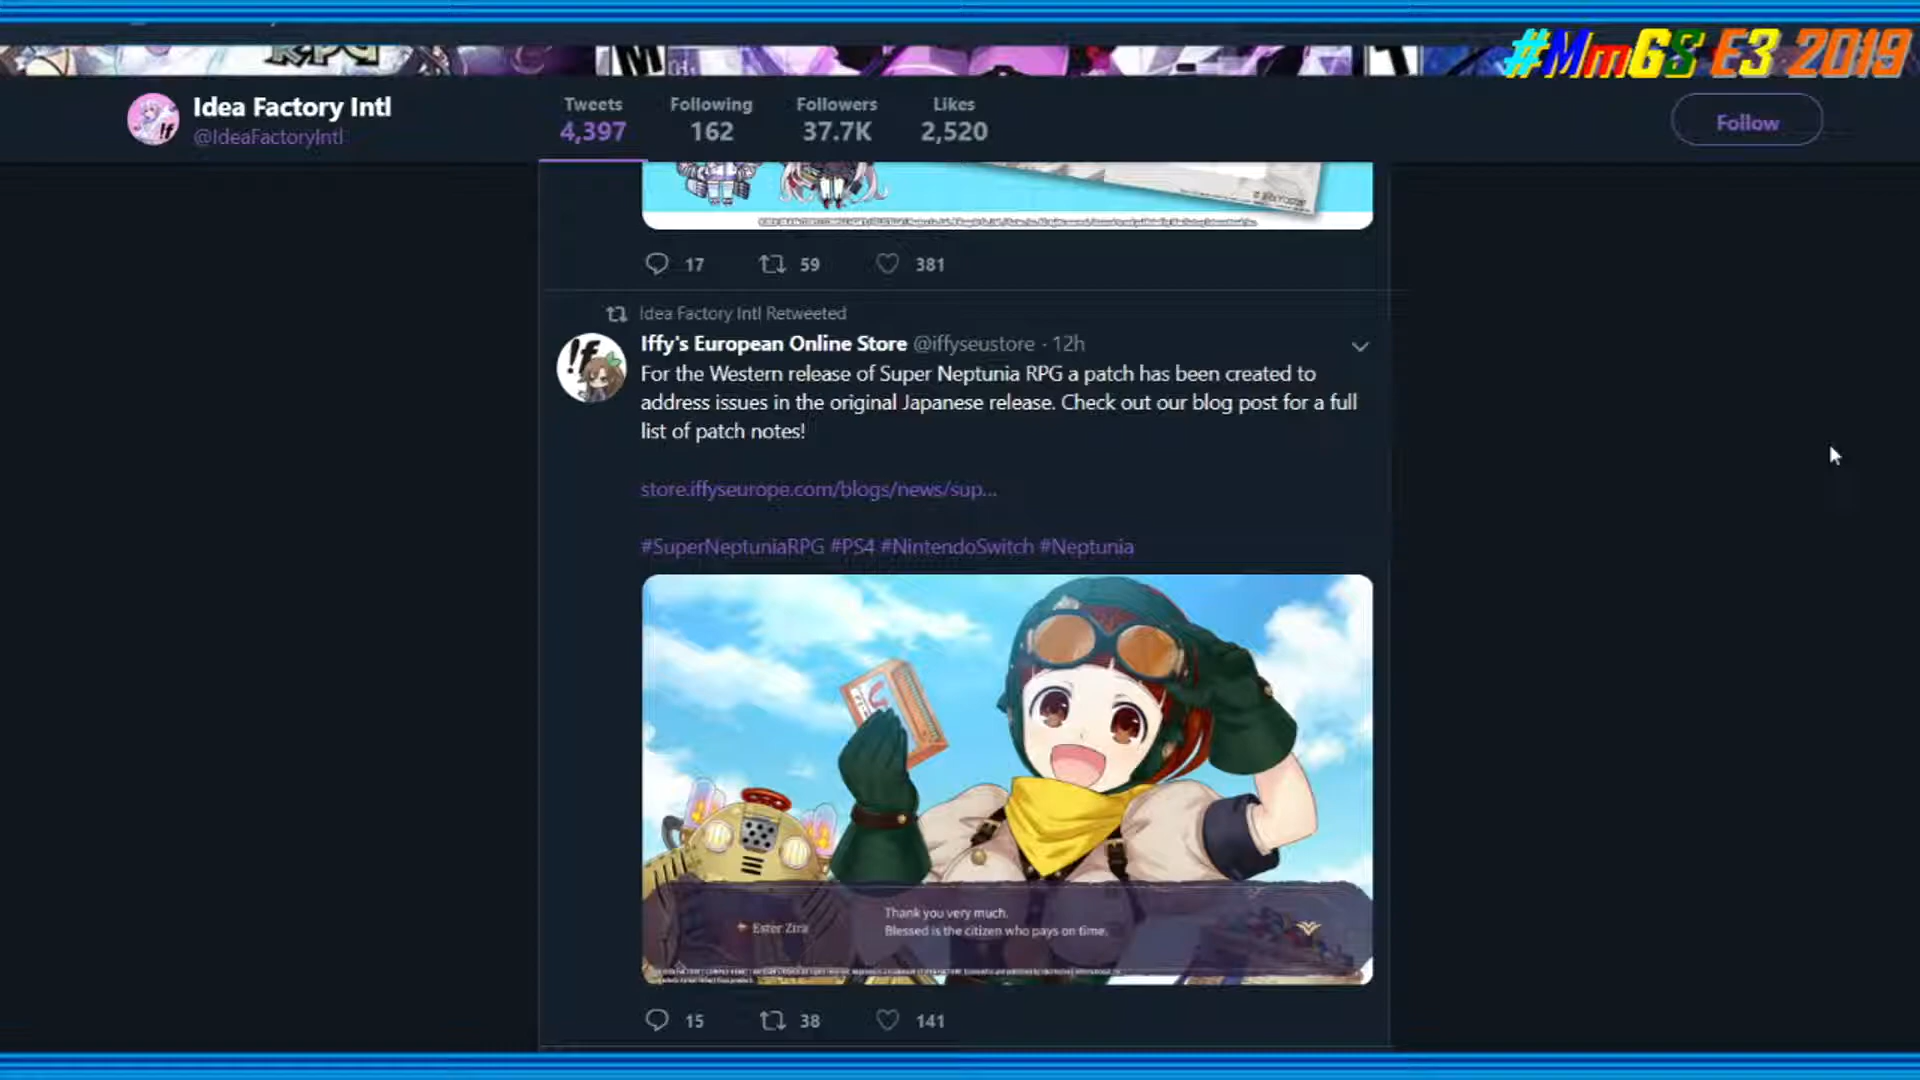 #MmGS E3 2019
RPG
Idea Factory Intl
@IdeaFactoryIntl
Tweets
4,397
Following
162
Followers
37.7K
Likes
2,520
Follow
17
59
381
Idea Factory Intl Retweeted
Iffy's European Online Store @iffyseustore · 12h
For the Western release of Super Neptunia RPG a patch has been created to
address issues in the original Japanese release. Check out our blog post for a full
list of patch notes!
store.iffyseurope.com/blogs/news/sup...
#SuperNeptuniaRPG #PS4 #NintendoSwitch #Neptunia
!f
Ester Zira
Thank you very much.
Blessed is the citizen who pays on time.
15
38
141